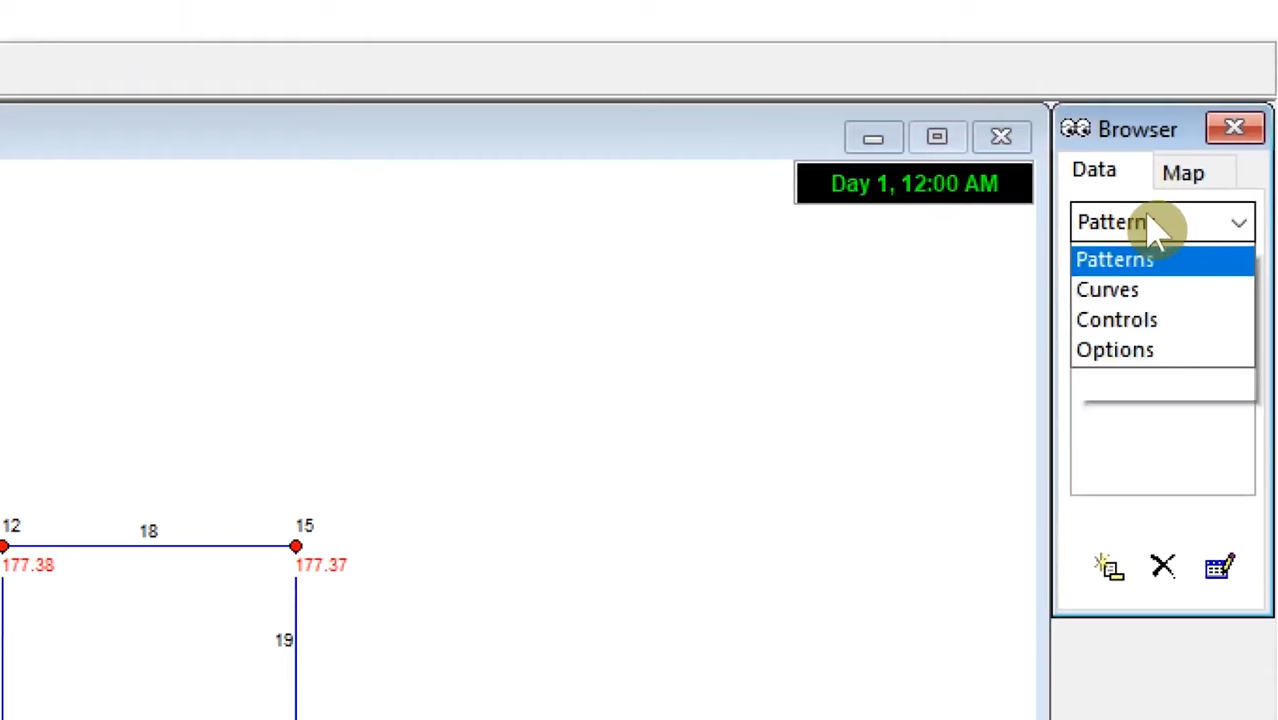 Browser
Data
Map
Day 1, 12:00 AM
Pattern
Patterns
Curves
Controls
Options
12
18
15
177.38
177.37
19